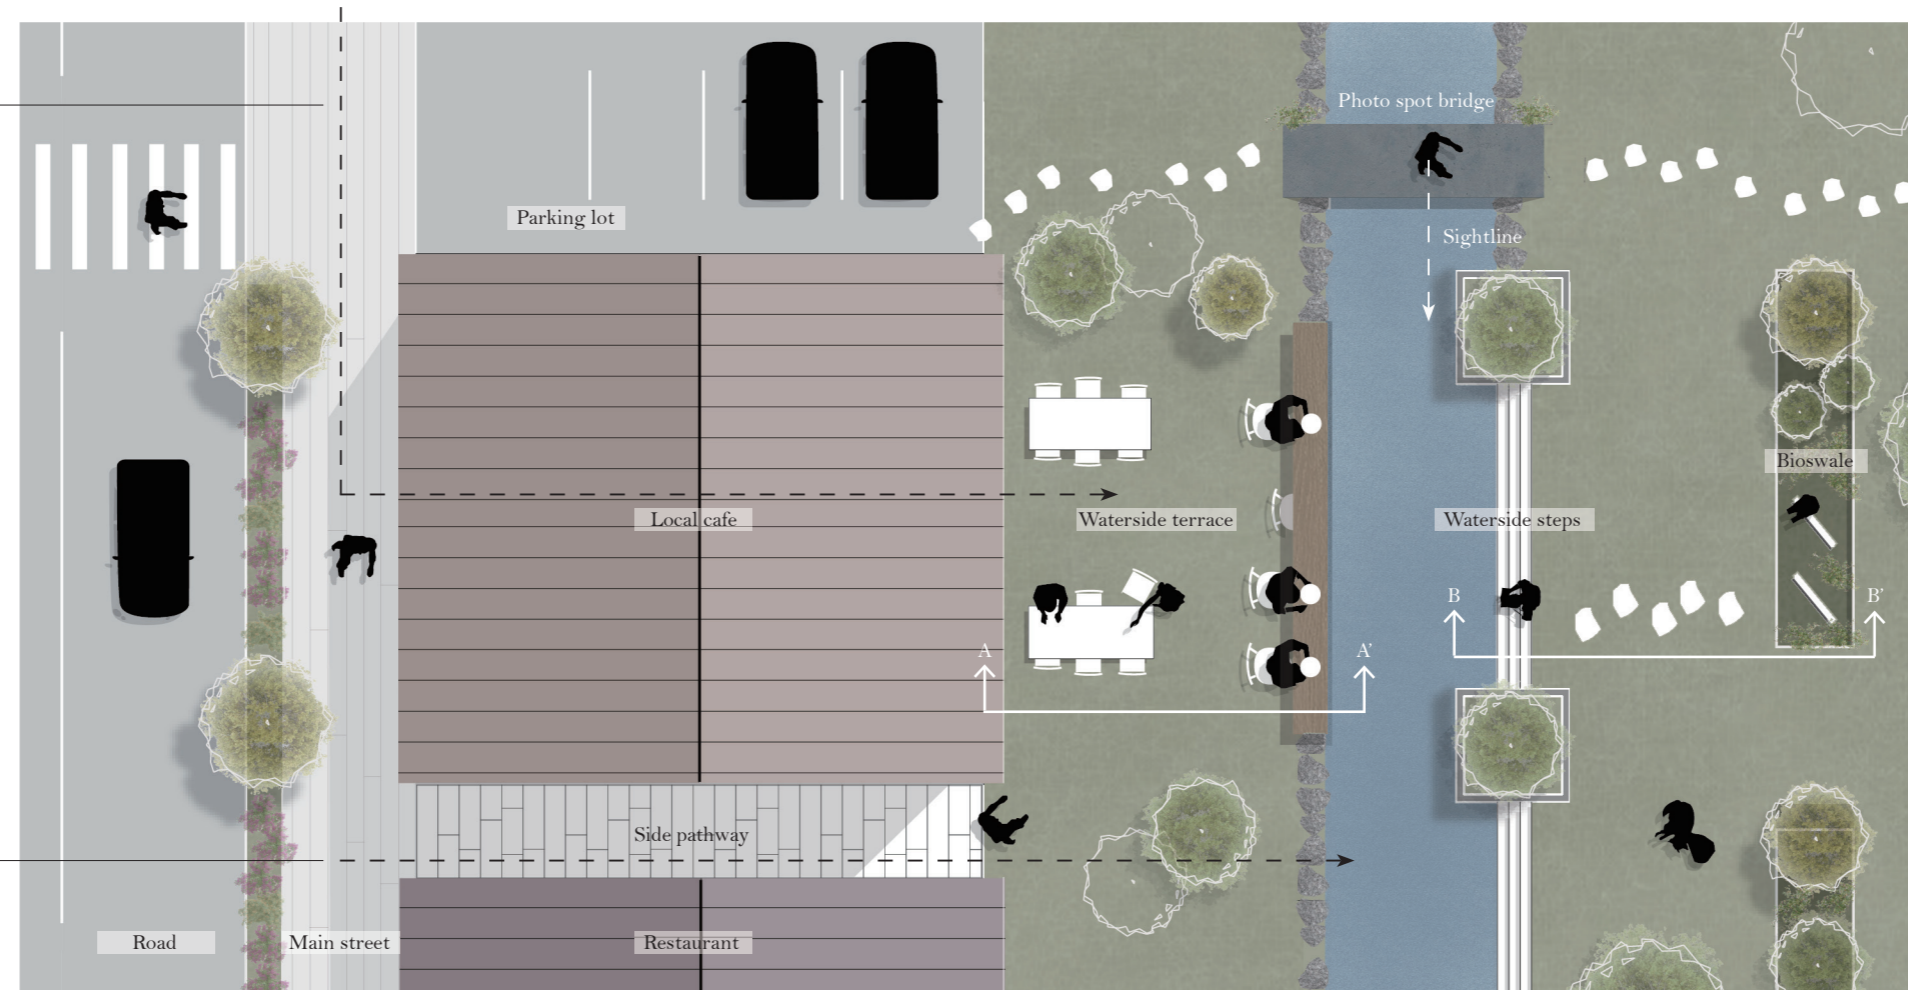 Photo spot bridge
Parking lot
Sightline
Bioswale
Local cafe
Waterside terrace
Waterside steps
B
B'
A
A'
Side pathway
Road
Main street
Restaurant